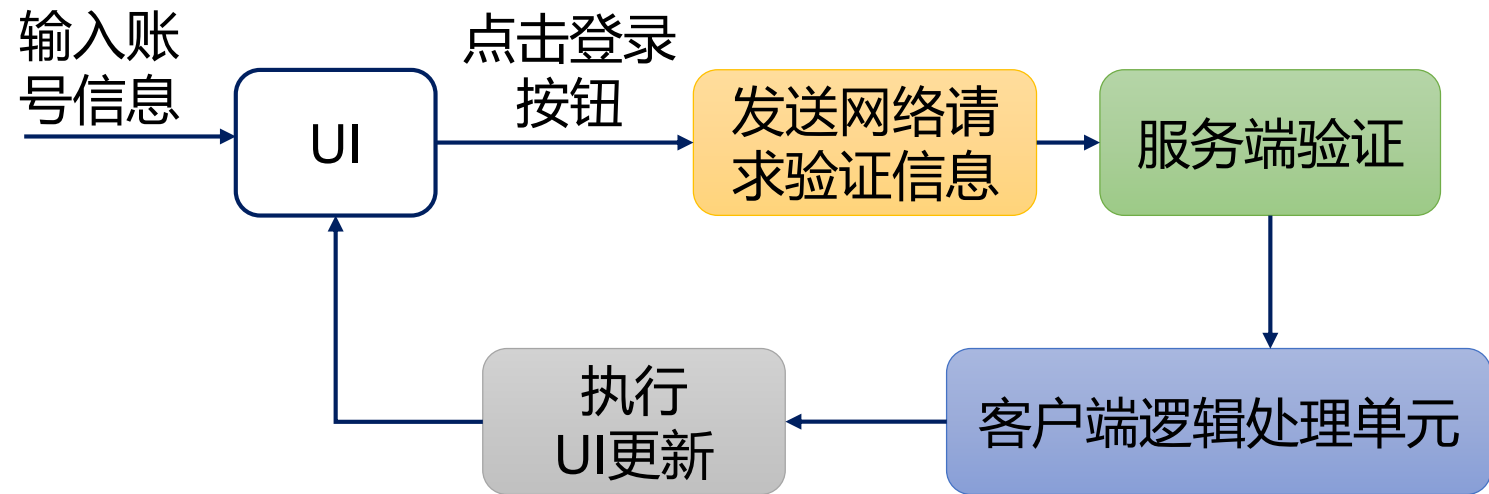 输入账
号信息
UI
点击登录
按钮
发送网络请
求验证信息
服务端验证
执行
UI更新
客户端逻辑处理单元